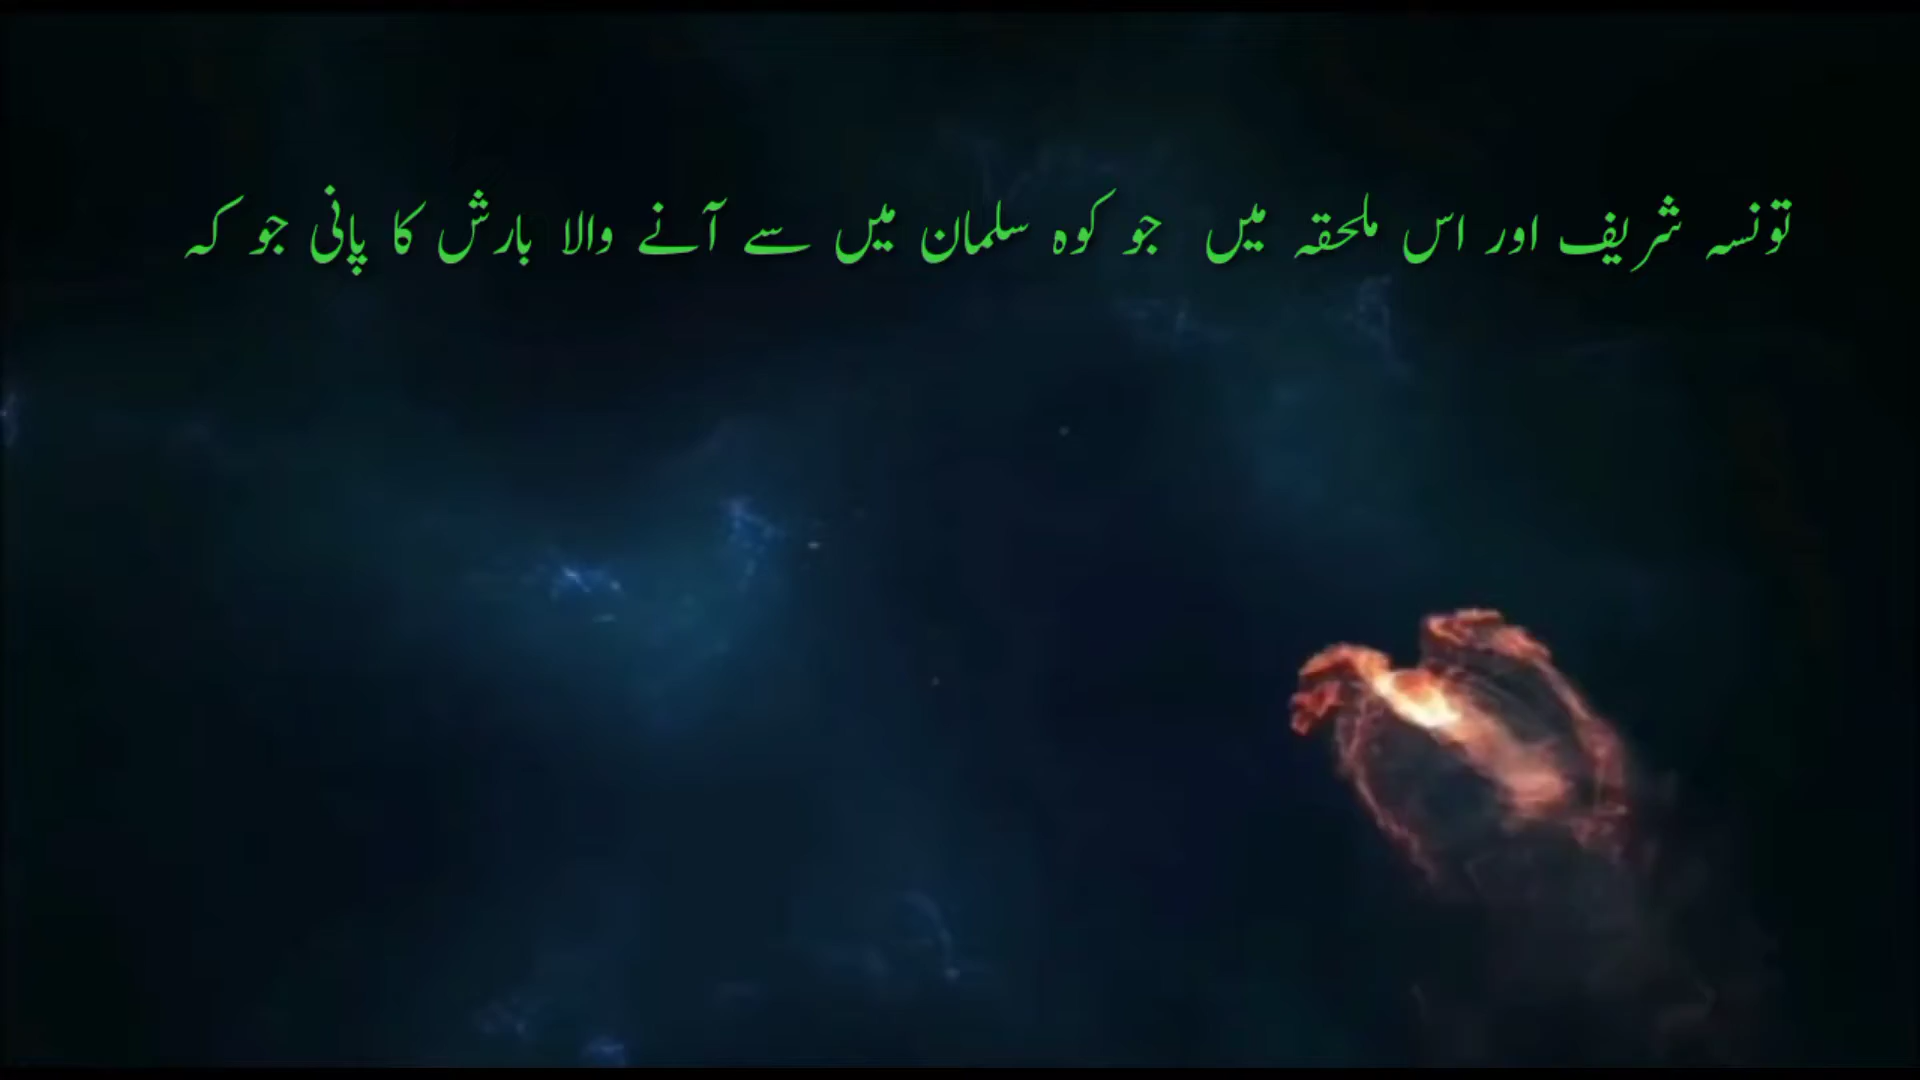 تونسہ شریف اور اس ملحقہ میں جو کوہ سلمان میں سے آنے والا بارش کا پانی جو کہ